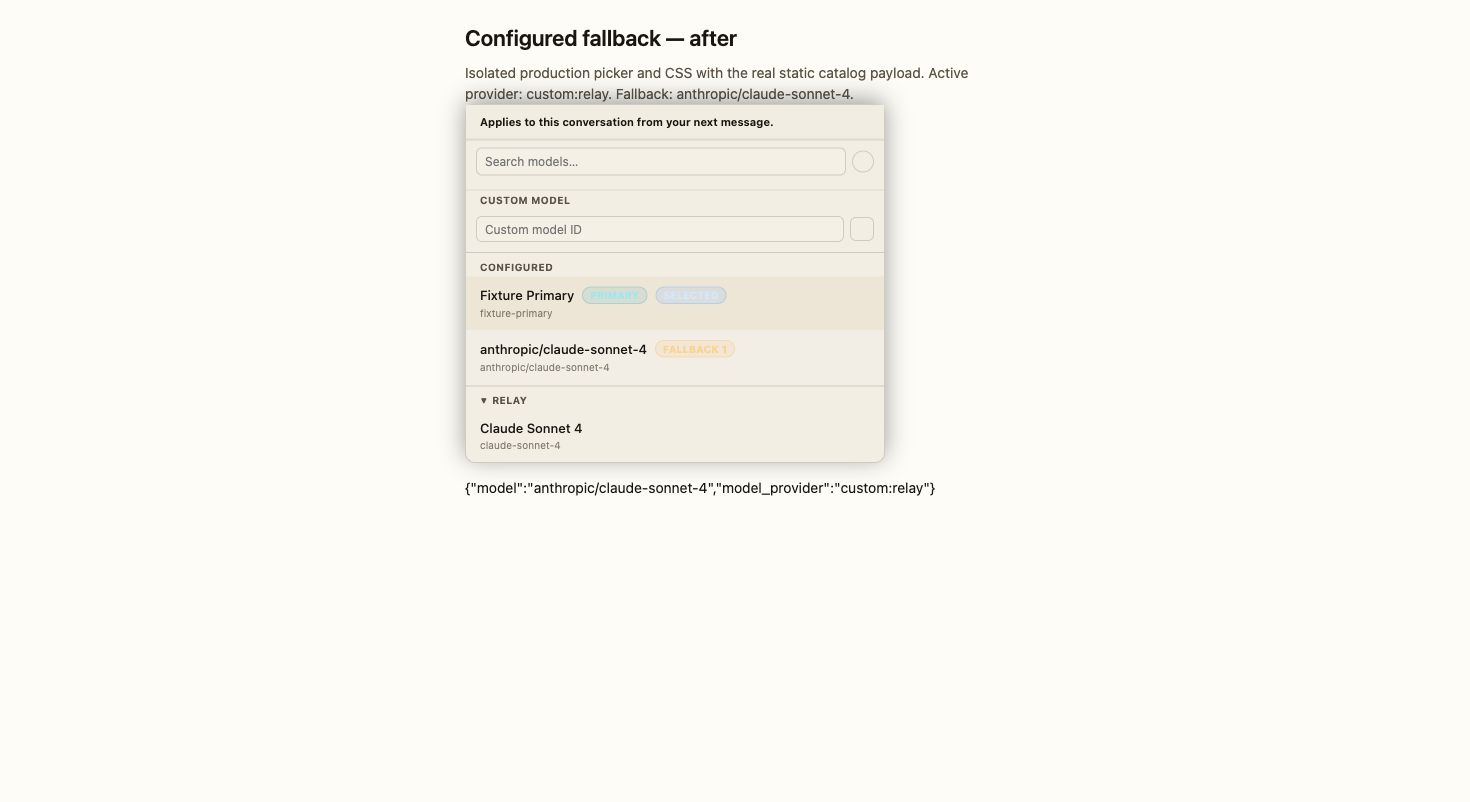 Configured fallback — after
Isolated production picker and CSS with the real static catalog payload. Active
provider: custom:relay. Fallback: anthropic/claude-sonnet-4.
Applies to this conversation from your next message.
Search models...
CUSTOM MODEL
Custom model ID
CONFIGURED
Fixture Primary PRIMARY SELECTED
fixture-primary
anthropic/claude-sonnet-4 FALLBACK 1
anthropic/claude-sonnet-4
▼ RELAY
Claude Sonnet 4
claude-sonnet-4
{"model":"anthropic/claude-sonnet-4","model_provider":"custom:relay"}